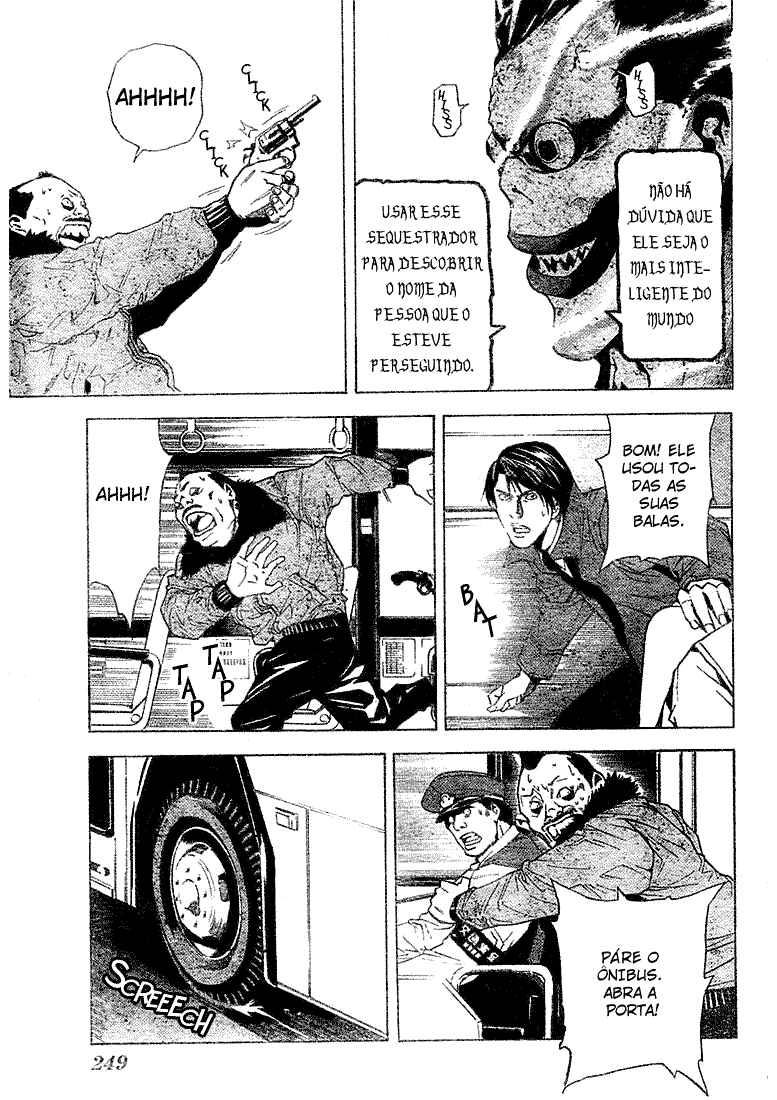 HISS
NÃO HÁ
DÚVIDA QUE
ELE SEJA O
MAIS INTE-
LIGENTE DO
MUNDO
HISS
USAR ESSE
SEQUESTRADOR
PARA DESCOBRIR
O NOME DA
PESSOA QUE O
ESTEVE
PERSEGUINDO.
CLICK
AHHHH!
CLICK
BOM! ELE
USOU TO-
DAS AS
SUAS
BALAS.
BAT
AHHH!
TAP
TAP
PÁRE O
ÔNIBUS.
ABRA A
PORTA!
SCREEECH
249